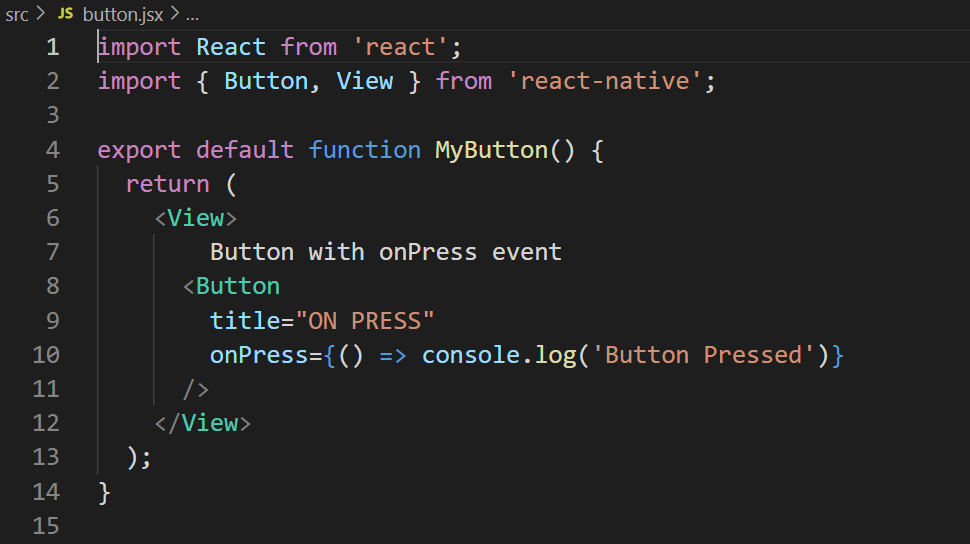 src > JS button.jsx > ...
1 import React from 'react';
2 import { Button, View } from 'react-native';
3
4 export default function MyButton() {
5   return (
6     <View>
7         Button with onPress event
8       <Button
9         title="ON PRESS"
10         onPress={() => console.log('Button Pressed')}
11       />
12     </View>
13   );
14 }
15